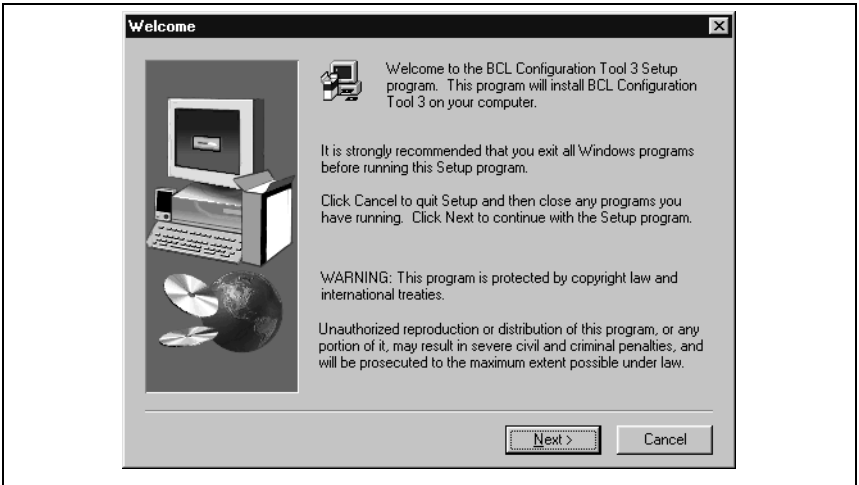 Welcome
Welcome to the BCL Configuration Tool 3 Setup
program.  This program will install BCL Configuration
Tool 3 on your computer.
It is strongly recommended that you exit all Windows programs
before running this Setup program.
Click Cancel to quit Setup and then close any programs you
have running.  Click Next to continue with the Setup program.
WARNING: This program is protected by copyright law and
international treaties.
Unauthorized reproduction or distribution of this program, or any
portion of it, may result in severe civil and criminal penalties, and
will be prosecuted to the maximum extent possible under law.
Next >
Cancel